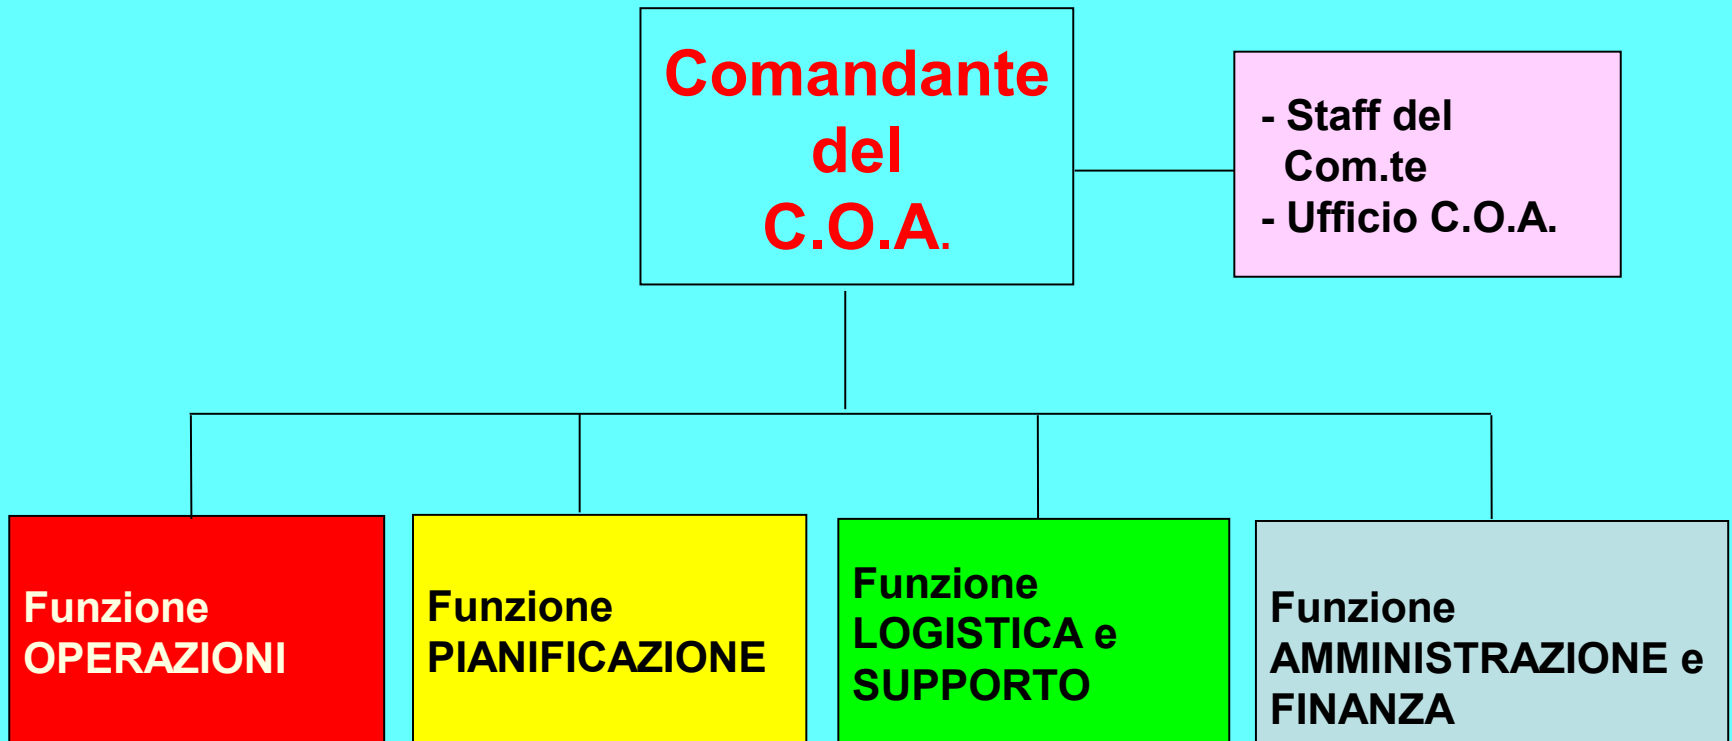 Comandante
del
C.O.A.
- Staff del
Com.te
- Ufficio C.O.A.
Funzione
OPERAZIONI
Funzione
PIANIFICAZIONE
Funzione
LOGISTICA e
SUPPORTO
Funzione
AMMINISTRAZIONE e
FINANZA